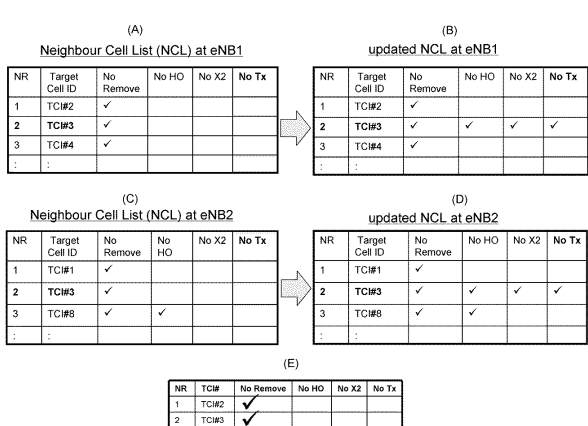 (A)
Neighbour Cell List (NCL) at eNB1
NR Target Cell ID No Remove No HO No X2 No Tx
1 TCI#2 ✓
2 TCI#3 ✓
3 TCI#4 ✓
: :
(B)
updated NCL at eNB1
NR Target Cell ID No Remove No HO No X2 No Tx
1 TCI#2 ✓
2 TCI#3 ✓ ✓ ✓ ✓
3 TCI#4 ✓
: :
(C)
Neighbour Cell List (NCL) at eNB2
NR Target Cell ID No Remove No HO No X2 No Tx
1 TCI#1 ✓
2 TCI#3 ✓
3 TCI#8 ✓ ✓
: :
(D)
updated NCL at eNB2
NR Target Cell ID No Remove No HO No X2 No Tx
1 TCI#1 ✓
2 TCI#3 ✓ ✓ ✓ ✓
3 TCI#8 ✓ ✓
: :
(E)
NR TCI# No Remove No HO No X2 No Tx
1 TCI#2 ✓
2 TCI#3 ✓